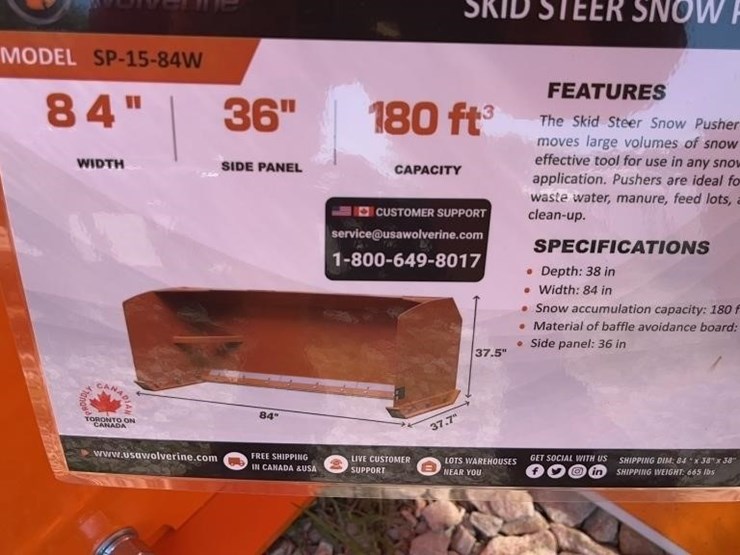 Wolverine
SKID STEER SNOW
MODEL SP-15-84W
84"
WIDTH
36"
SIDE PANEL
180 ft³
CAPACITY
CUSTOMER SUPPORT
service@usawolverine.com
1-800-649-8017
FEATURES
The Skid Steer Snow Pusher
moves large volumes of snow
effective tool for use in any
application. Pushers are ideal
waste water, manure, feed lots,
clean-up.
SPECIFICATIONS
• Depth: 38 in
• Width: 84 in
• Snow accumulation capacity: 180
• Material of baffle avoidance board:
• Side panel: 36 in
37.5"
84"
37.7"
PROUDLY CANADIAN
TORONTO ON
CANADA
www.usawolverine.com
FREE SHIPPING
IN CANADA &USA
LIVE CUSTOMER
SUPPORT
LOTS WAREHOUSES
NEAR YOU
GET SOCIAL WITH US
SHIPPING DIM: 84 "x 38"x 38"
SHIPPING WEIGHT: 665 lbs